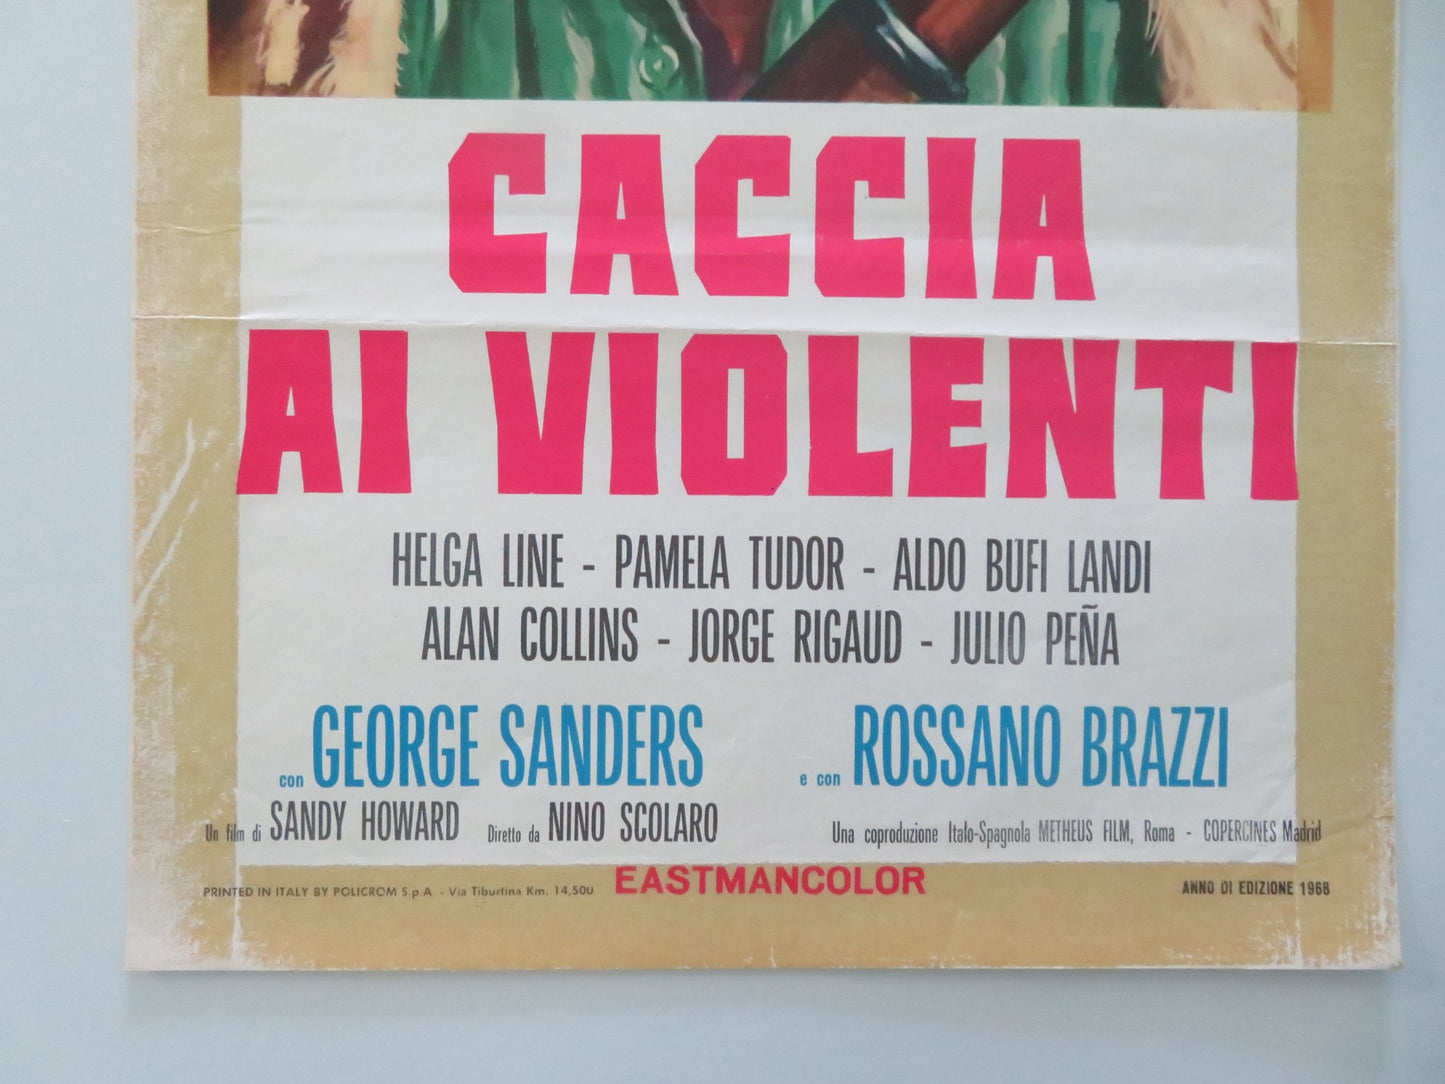 CACCIA
AI VIOLENTI
HELGA LINE - PAMELA TUDOR - ALDO BUFI LANDI
ALAN COLLINS - JORGE RIGAUD - JULIO PEÑA
con GEORGE SANDERS e con ROSSANO BRAZZI
Un film di SANDY HOWARD Diretto da NINO SCOLARO Una coproduzione Italo-Spagnola METHEUS FILM, Roma - COPERCINES Madrid
PRINTED IN ITALY BY POLICROM S.p.A. - Via Tiburtina Km. 14,500 EASTMANCOLOR ANNO DI EDIZIONE 1968